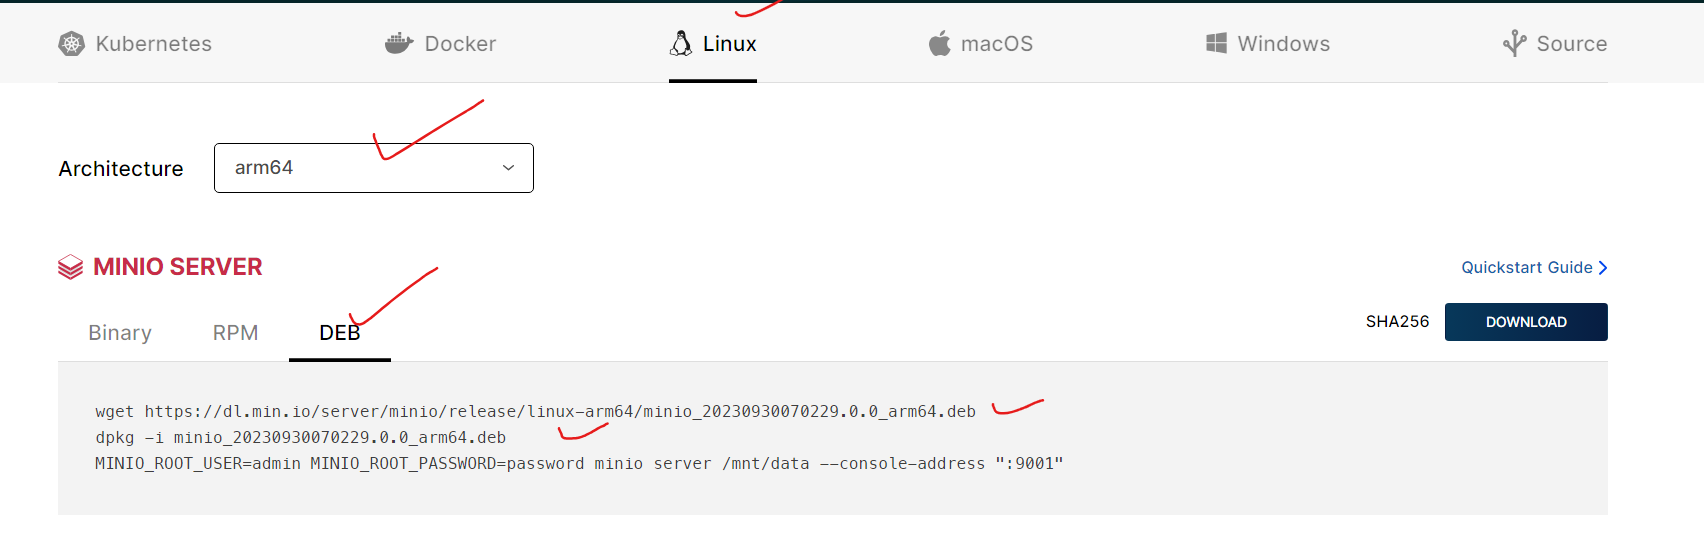 Kubernetes Docker Linux macOS Windows Source
Architecture arm64
MINIO SERVER
Quickstart Guide
Binary RPM DEB
SHA256 DOWNLOAD
wget https://dl.min.io/server/minio/release/linux-arm64/minio_20230930070229.0.0_arm64.deb
dpkg -i minio_20230930070229.0.0_arm64.deb
MINIO_ROOT_USER=admin MINIO_ROOT_PASSWORD=password minio server /mnt/data --console-address ":9001"